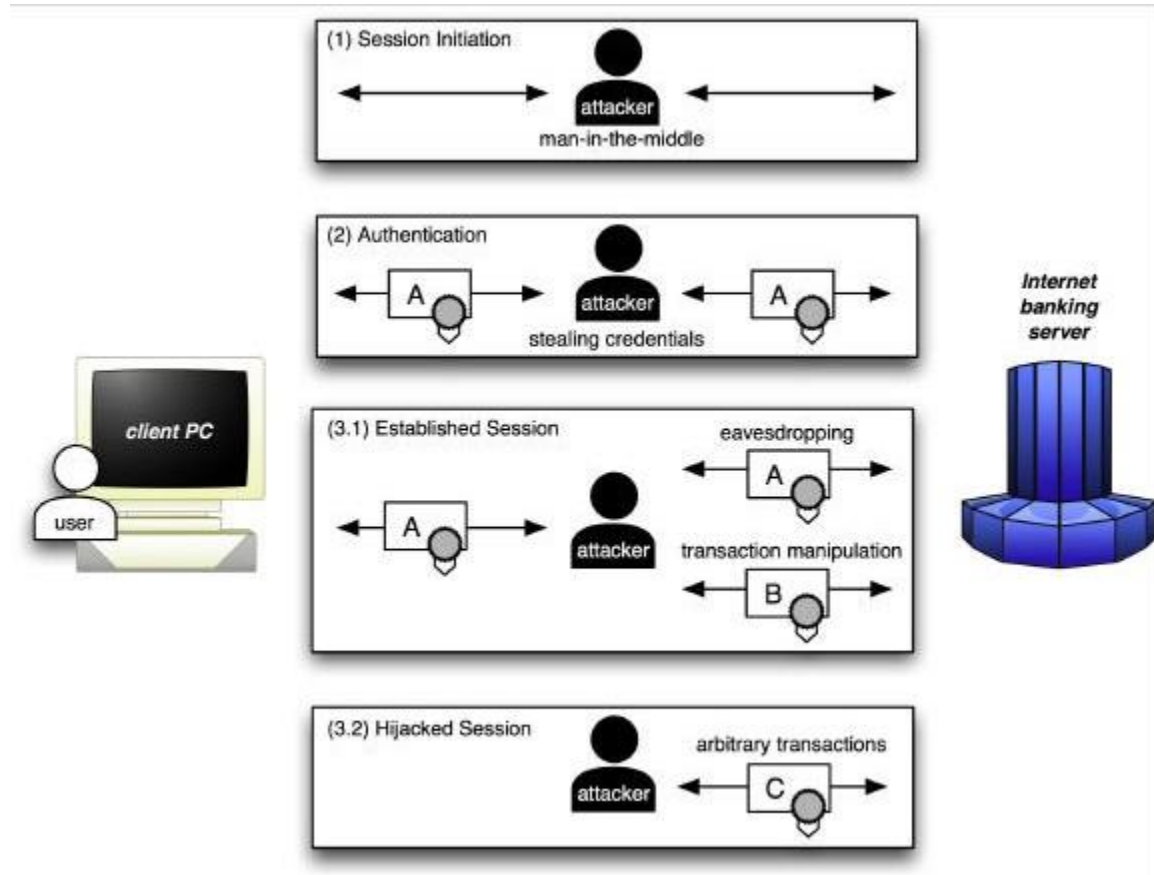 (1) Session Initiation
attacker
man-in-the-middle
(2) Authentication
A
attacker
A
stealing credentials
Internet
banking
server
client PC
user
(3.1) Established Session
eavesdropping
A
A
attacker
transaction manipulation
B
(3.2) Hijacked Session
arbitrary transactions
attacker
C